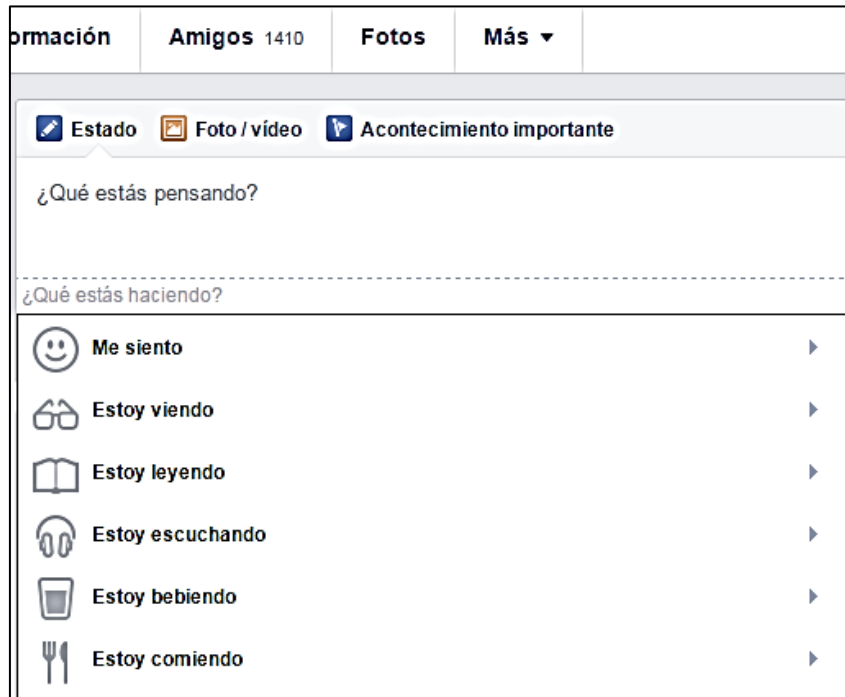 ormación Amigos 1410 Fotos Más
Estado Foto / vídeo Acontecimiento importante
¿Qué estás pensando?
¿Qué estás haciendo?
Me siento
Estoy viendo
Estoy leyendo
Estoy escuchando
Estoy bebiendo
Estoy comiendo